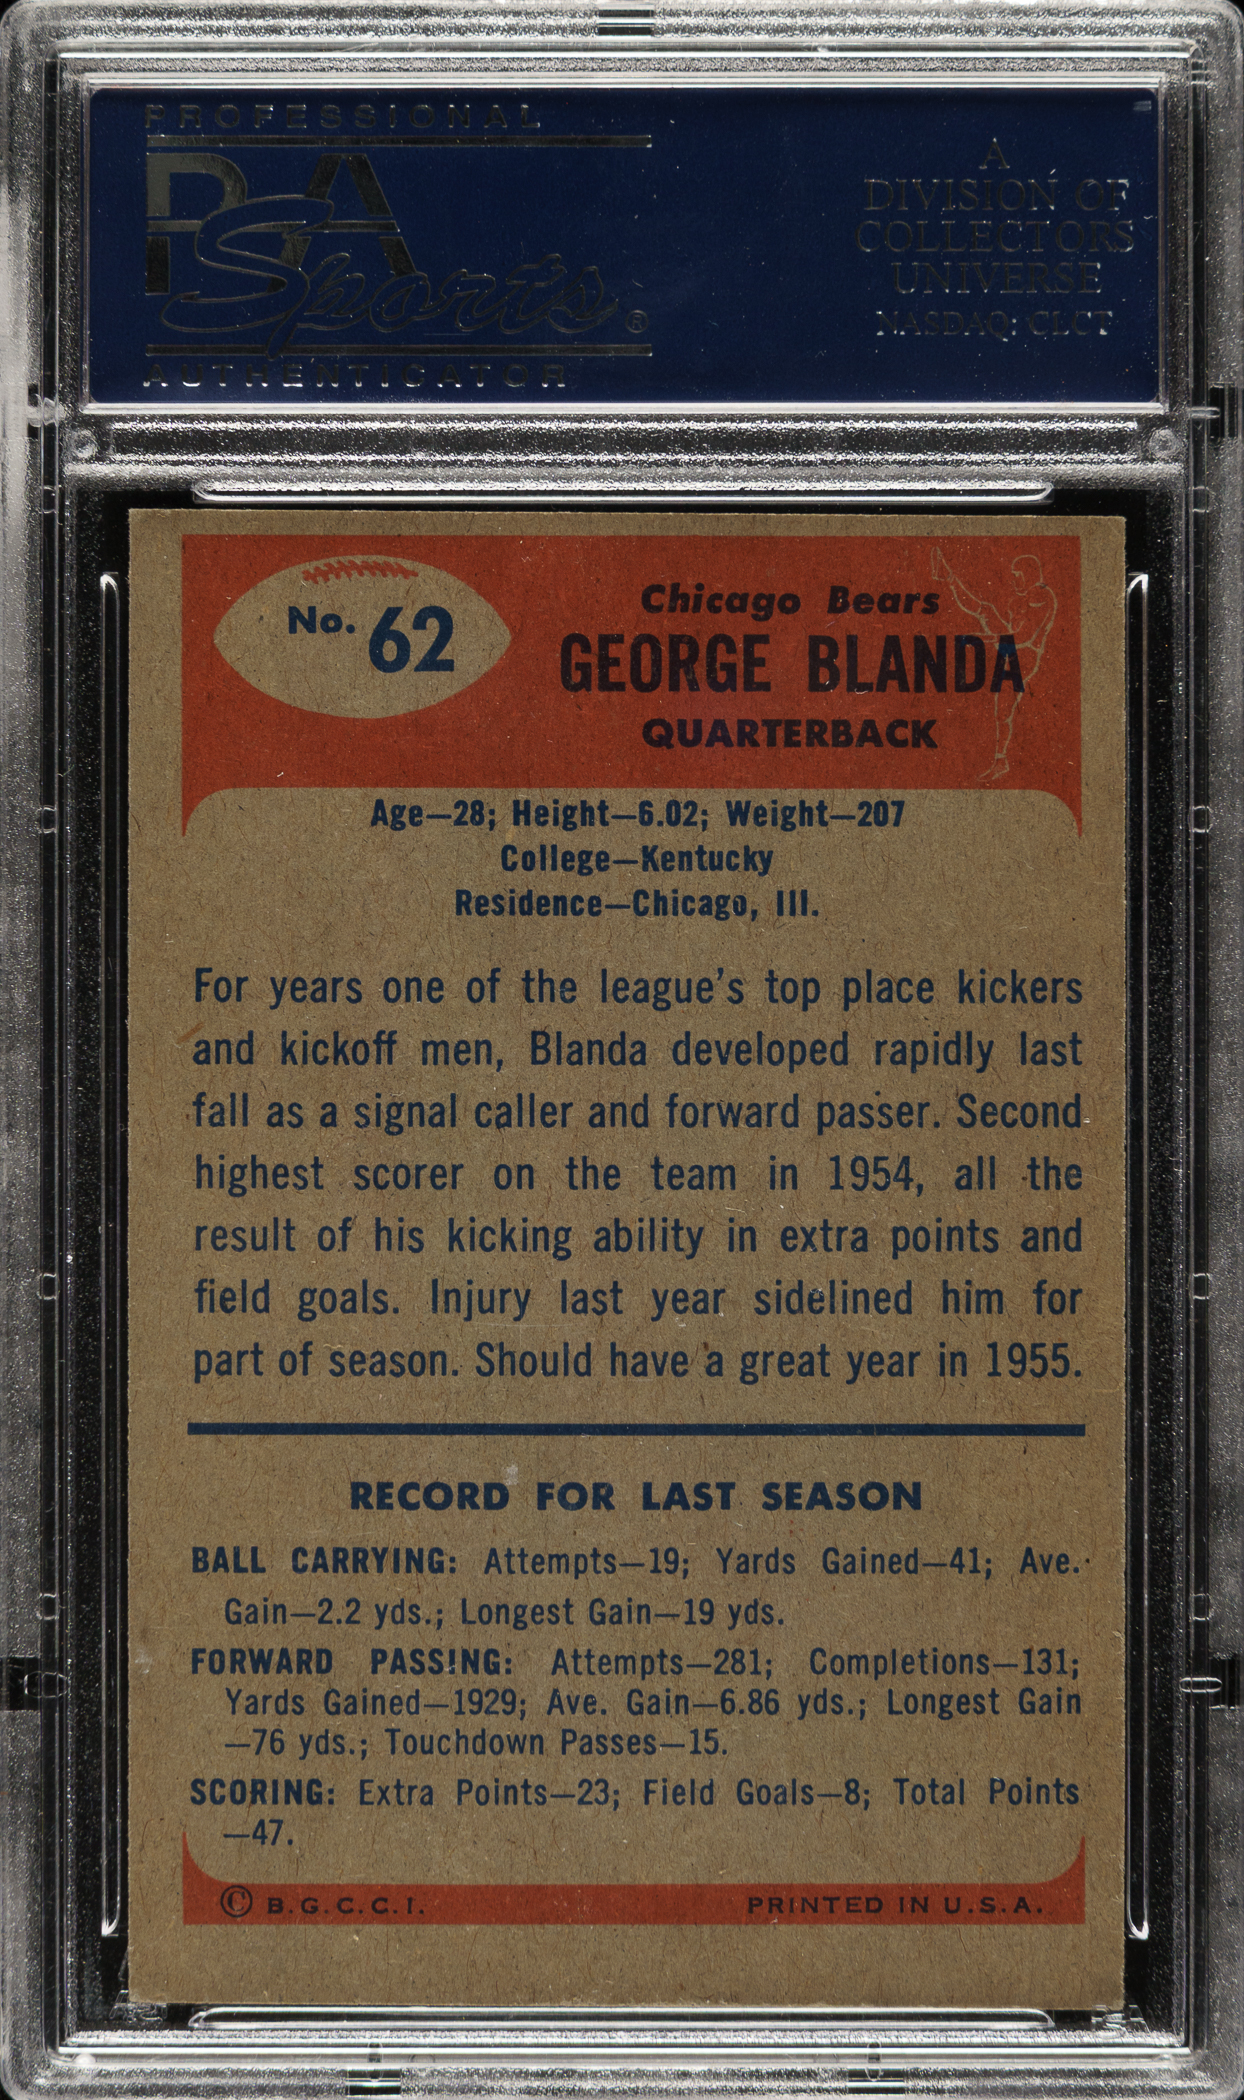 PROFESSIONAL
PSA
Sports®
AUTHENTICATOR
A
DIVISION OF
COLLECTORS
UNIVERSE
NASDAQ: CLCT
No. 62
Chicago Bears
GEORGE BLANDA
QUARTERBACK
Age—28; Height—6.02; Weight—207
College—Kentucky
Residence—Chicago, Ill.
For years one of the league's top place kickers
and kickoff men, Blanda developed rapidly last
fall as a signal caller and forward passer. Second
highest scorer on the team in 1954, all the
result of his kicking ability in extra points and
field goals. Injury last year sidelined him for
part of season. Should have a great year in 1955.
RECORD FOR LAST SEASON
BALL CARRYING: Attempts—19; Yards Gained—41; Ave.
Gain—2.2 yds.; Longest Gain—19 yds.
FORWARD PASSING: Attempts—281; Completions—131;
Yards Gained—1929; Ave. Gain—6.86 yds.; Longest Gain
—76 yds.; Touchdown Passes—15.
SCORING: Extra Points—23; Field Goals—8; Total Points
—47.
© B.G.C.C.I.
PRINTED IN U.S.A.
PSA